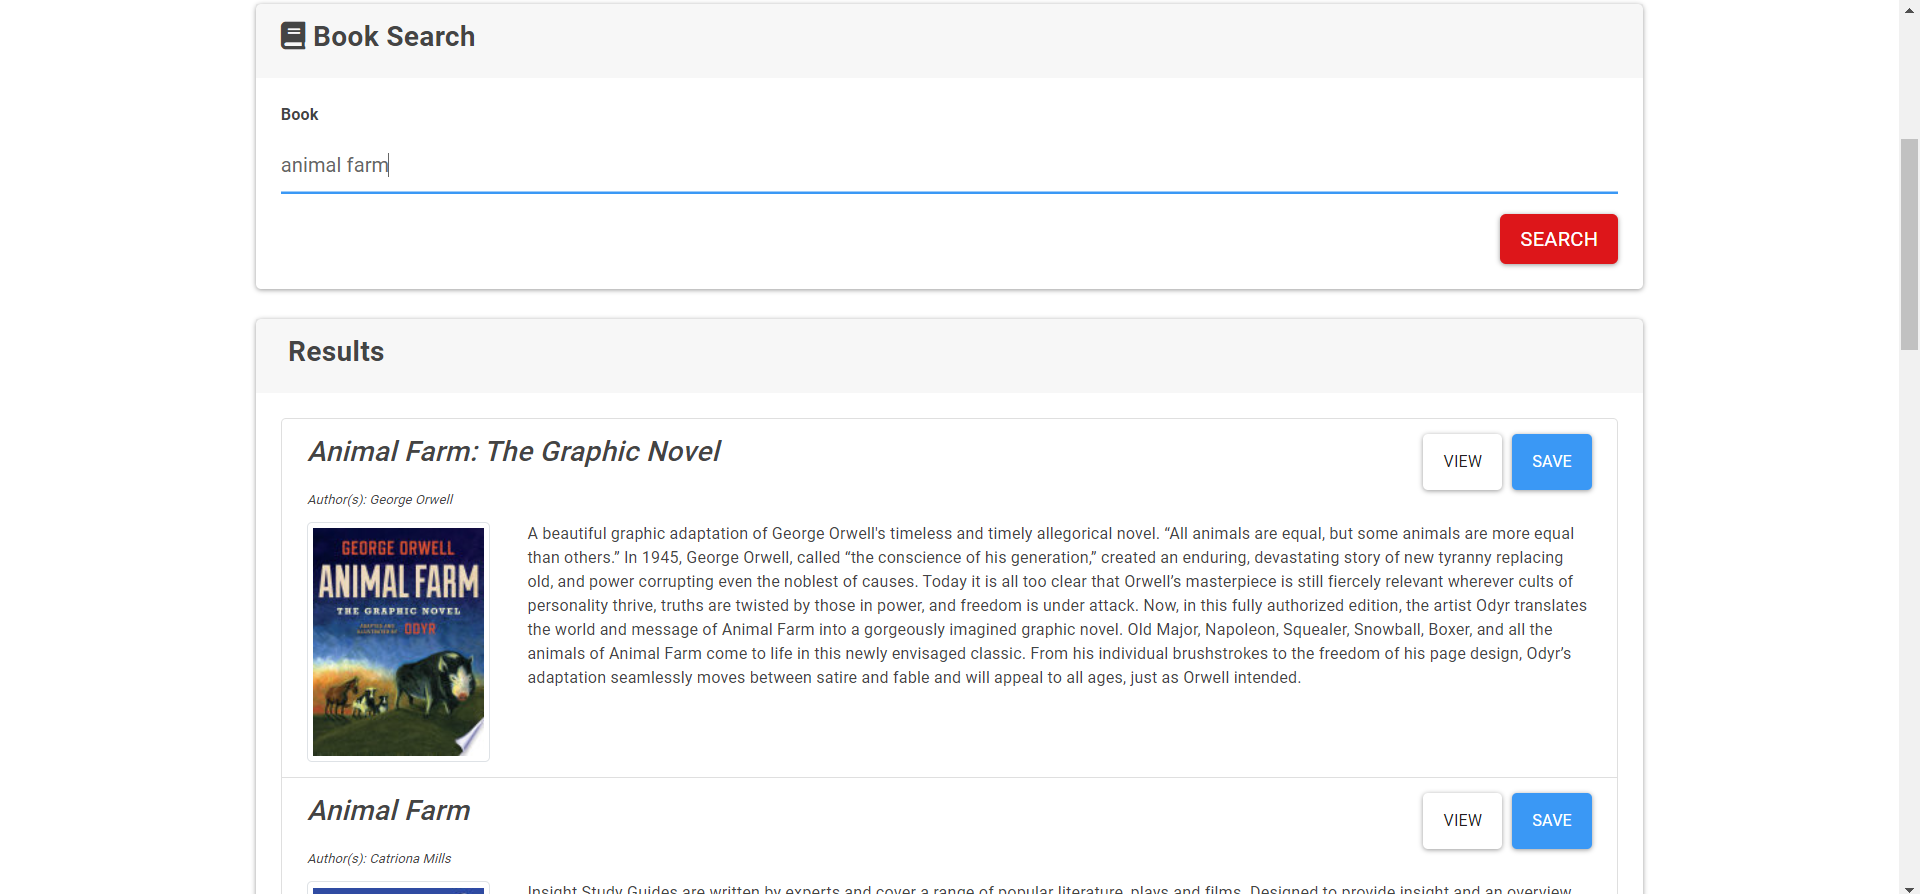 Book Search
Book
animal farm
SEARCH
Results
Animal Farm: The Graphic Novel
VIEW
SAVE
Author(s): George Orwell
GEORGE ORWELL
ANIMAL FARM
THE GRAPHIC NOVEL
ADAPTED AND
ILLUSTRATED BY ODYR
A beautiful graphic adaptation of George Orwell's timeless and timely allegorical novel. “All animals are equal, but some animals are more equal
than others.” In 1945, George Orwell, called “the conscience of his generation,” created an enduring, devastating story of new tyranny replacing
old, and power corrupting even the noblest of causes. Today it is all too clear that Orwell’s masterpiece is still fiercely relevant wherever cults of
personality thrive, truths are twisted by those in power, and freedom is under attack. Now, in this fully authorized edition, the artist Odyr translates
the world and message of Animal Farm into a gorgeously imagined graphic novel. Old Major, Napoleon, Squealer, Snowball, Boxer, and all the
animals of Animal Farm come to life in this newly envisaged classic. From his individual brushstrokes to the freedom of his page design, Odyr’s
adaptation seamlessly moves between satire and fable and will appeal to all ages, just as Orwell intended.
Animal Farm
VIEW
SAVE
Author(s): Catriona Mills
Insight Study Guides are written by experts and cover a range of popular literature, plays and films. Designed to provide insight and an overview